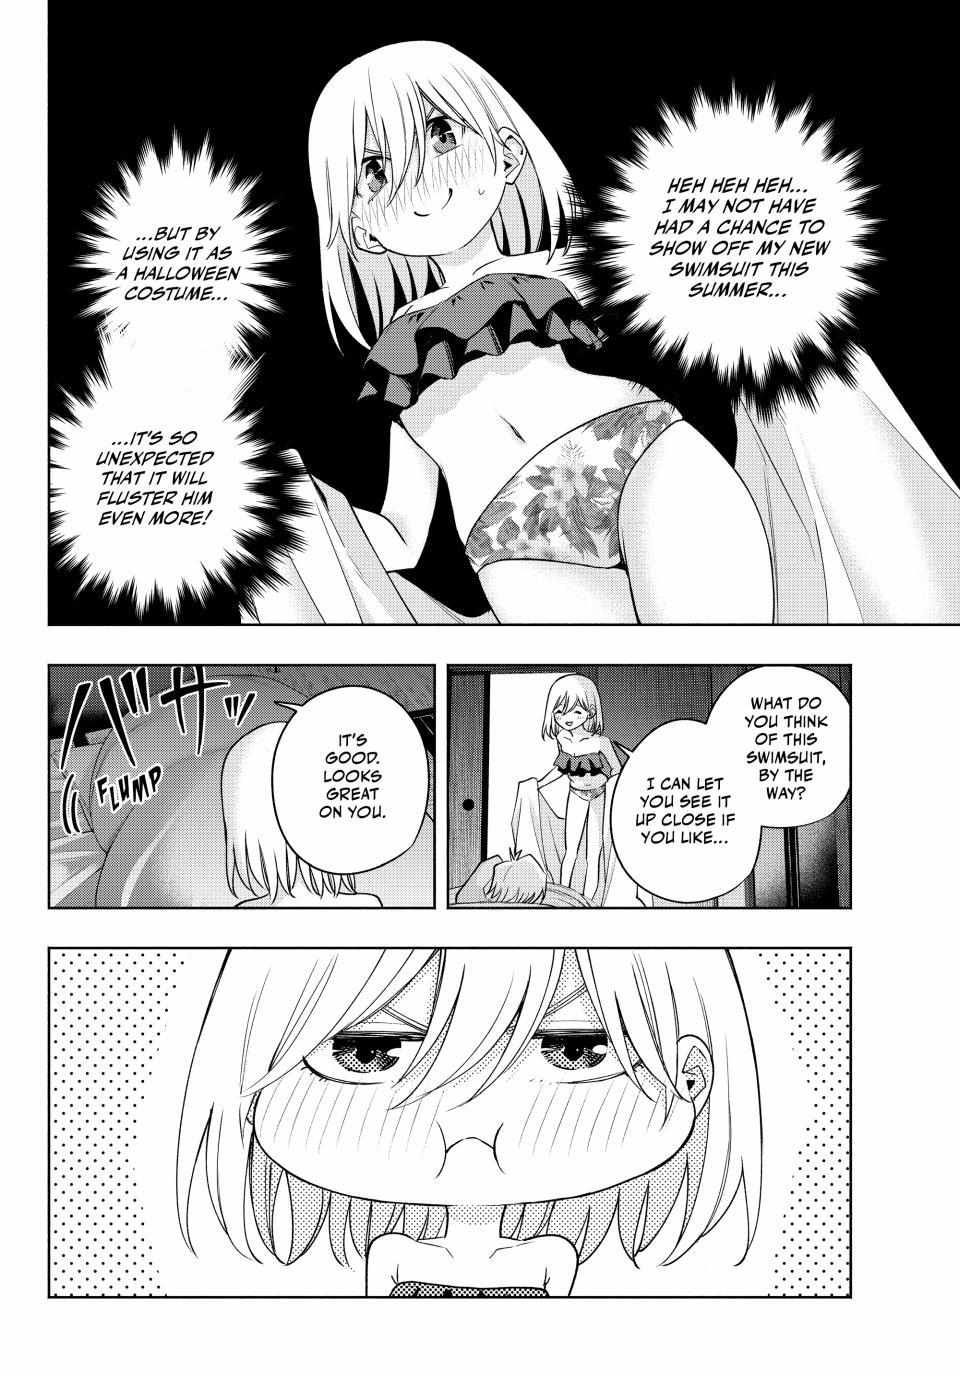 HEH HEH HEH...
I MAY NOT HAVE
HAD A CHANCE TO
SHOW OFF MY NEW
SWIMSUIT THIS
SUMMER...
...BUT BY
USING IT AS
A HALLOWEEN
COSTUME...
...IT'S SO
UNEXPECTED
THAT IT WILL
FLUSTER HIM
EVEN MORE!
WHAT DO
YOU THINK
OF THIS
SWIMSUIT,
BY THE
WAY?
I CAN LET
YOU SEE IT
UP CLOSE IF
YOU LIKE...
IT'S
GOOD.
LOOKS
GREAT
ON YOU.
バサッ
FLUMP